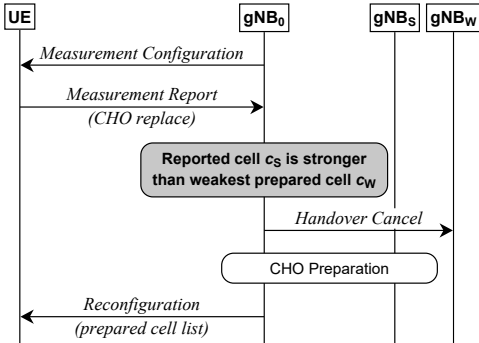 UE gNB₀ gNBS gNBW
Measurement Configuration
Measurement Report
(CHO replace)
Reported cell cS is stronger
than weakest prepared cell cW
Handover Cancel
CHO Preparation
Reconfiguration
(prepared cell list)